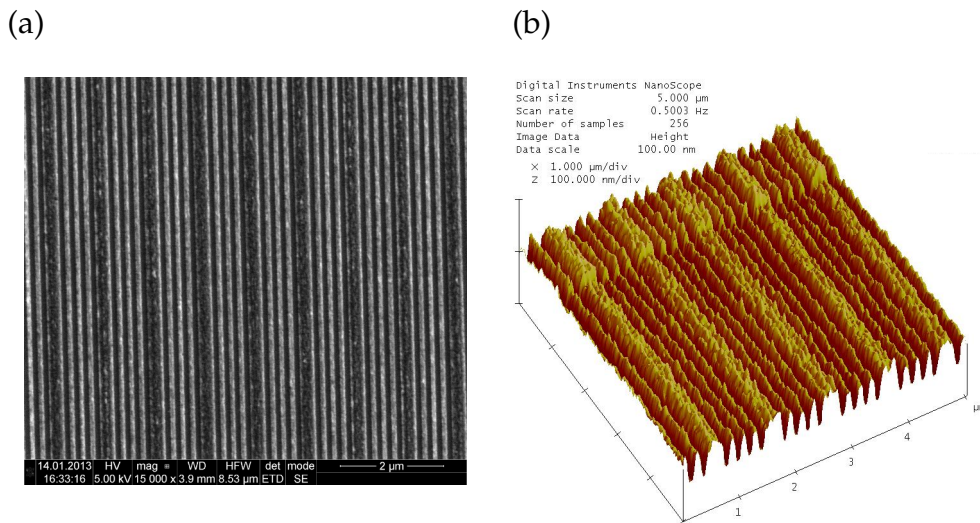 (a)
(b)
14.01.2013 HV mag WD HFW det mode
16:33:16 5.00 kV 15 000 x 3.9 mm 8.53 µm ETD SE
2 µm
Digital Instruments NanoScope
Scan size 5.000 µm
Scan rate 0.5003 Hz
Number of samples 256
Image Data Height
Data scale 100.00 nm
X 1.000 µm/div
Z 100.000 nm/div
1
2
3
4
µ